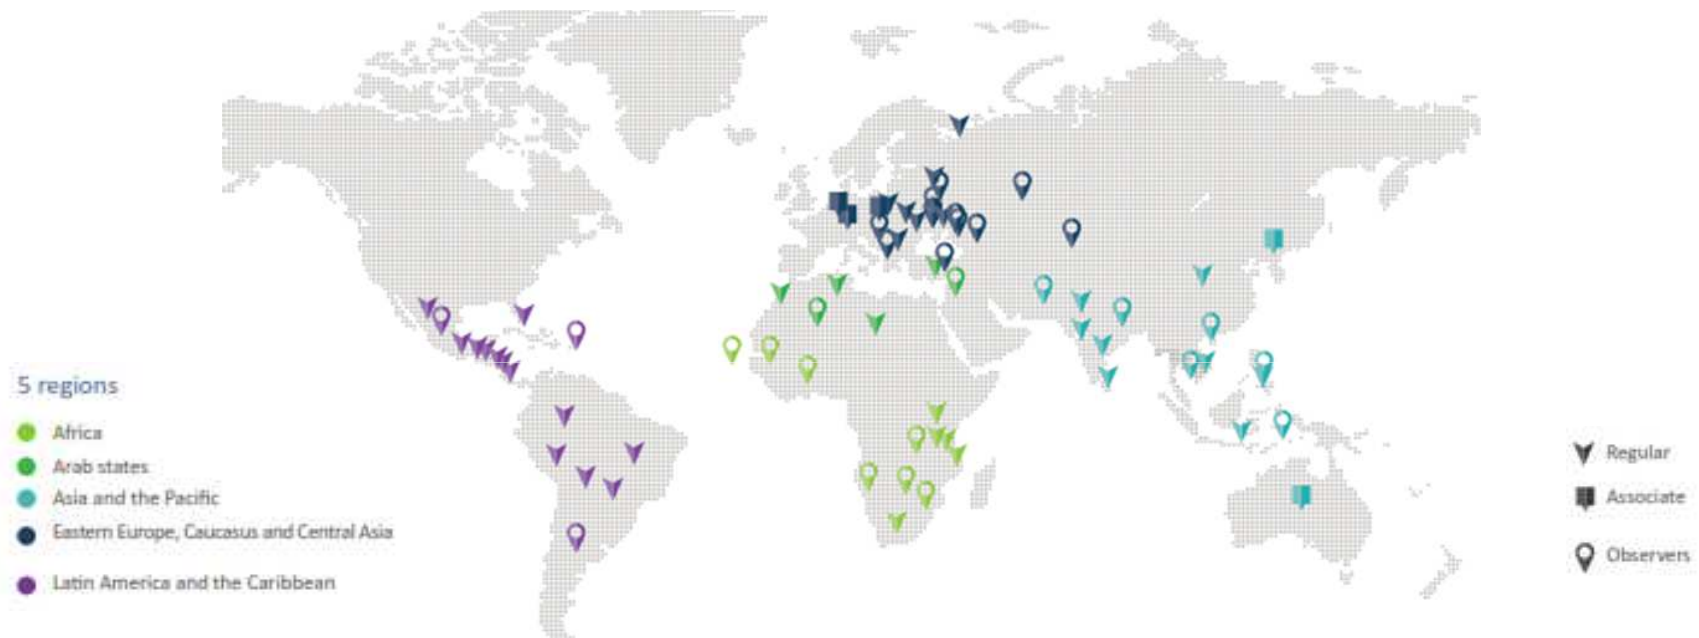 5 regions
Africa
Arab states
Asia and the Pacific
Eastern Europe, Caucasus and Central Asia
Latin America and the Caribbean
Regular
Associate
Observers